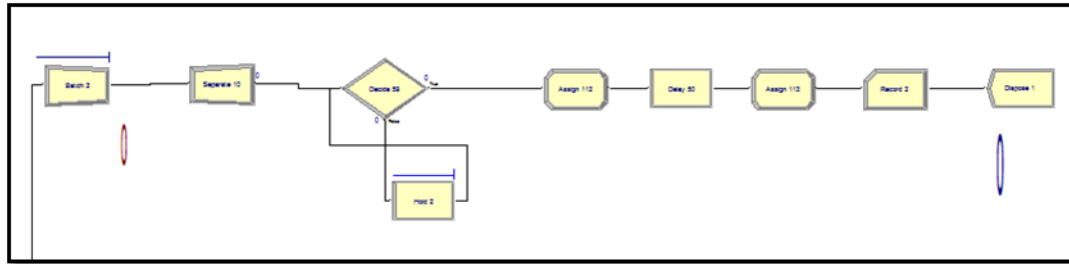 Batch 2
Separate 10
0
Decide 59
0
True
0
False
Hold 2
Assign 112
Delay 50
Assign 113
Record 2
Dispose 1